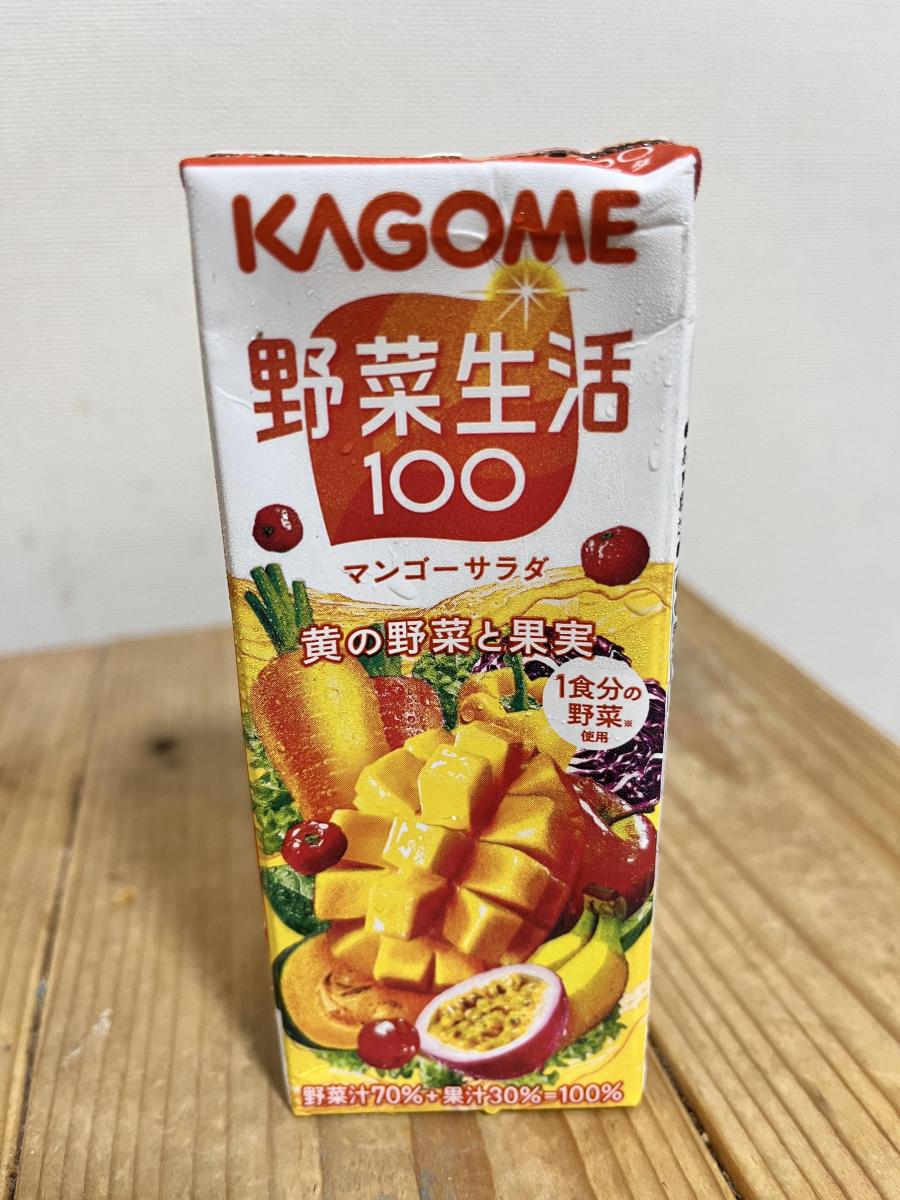 KAGOME
野菜生活
100
マンゴーサラダ
黄の野菜と果実
1食分の
野菜※
使用
野菜汁70%+果汁30%=100%